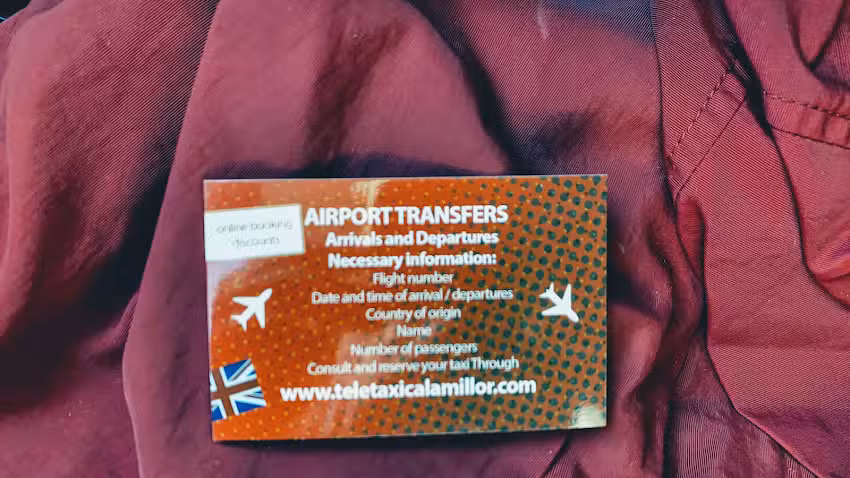 online booking
discounts
AIRPORT TRANSFERS
Arrivals and Departures
Necessary information:
Flight number
Date and time of arrival / departures
Country of origin
Name
Number of passengers
Consult and reserve your taxi Through
www.teletaxicalamillor.com